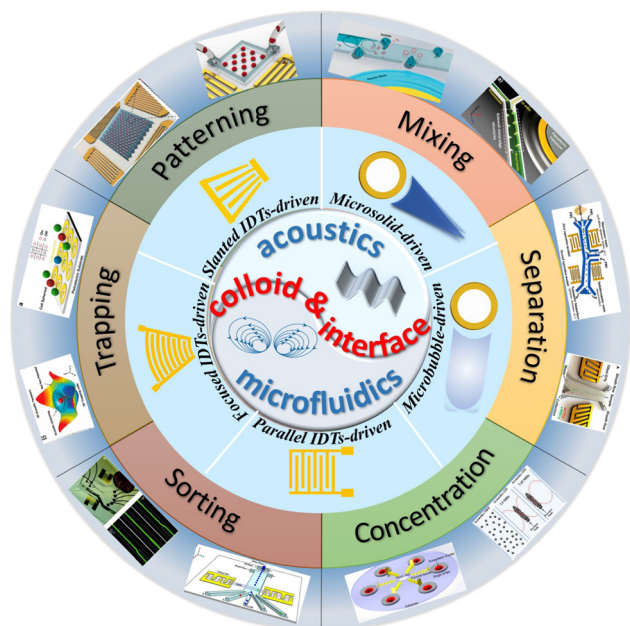 Patterning
Mixing
Separation
Concentration
Sorting
Trapping
Slanted IDTs-driven
Microsolid-driven
Microbubble-driven
Parallel IDTs-driven
Focused IDTs-driven
acoustics
colloid &
interface
microfluidics